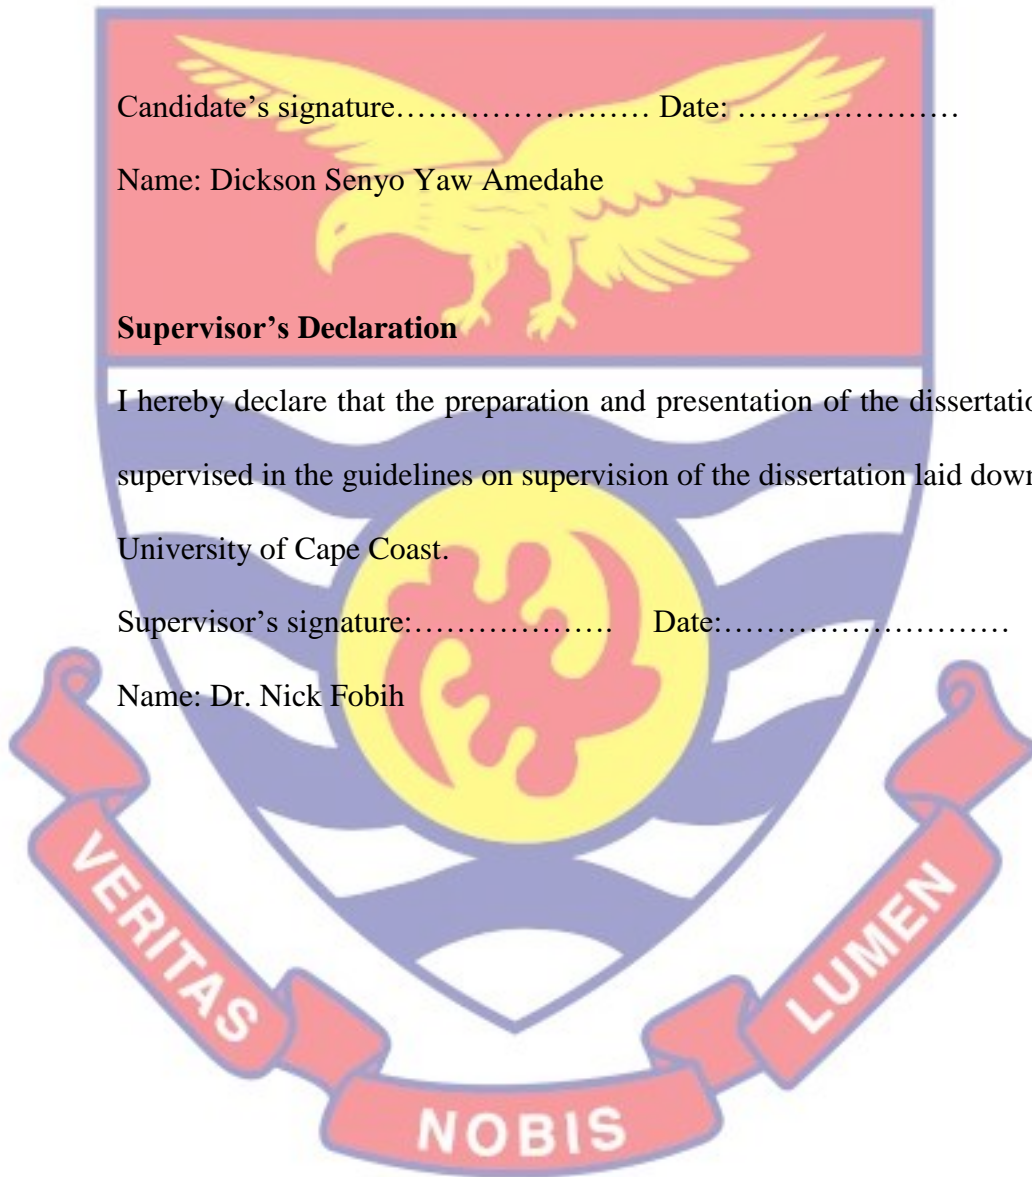 Candidate’s signature…………………… Date: …………………
Name: Dickson Senyo Yaw Amedahe
Supervisor’s Declaration
I hereby declare that the preparation and presentation of the
supervised in the guidelines on supervision of the dissertation laid
University of Cape Coast.
Supervisor’s signature:………………. Date:………………………
Name: Dr. Nick Fobih
VERITAS
NOBIS
LUMEN